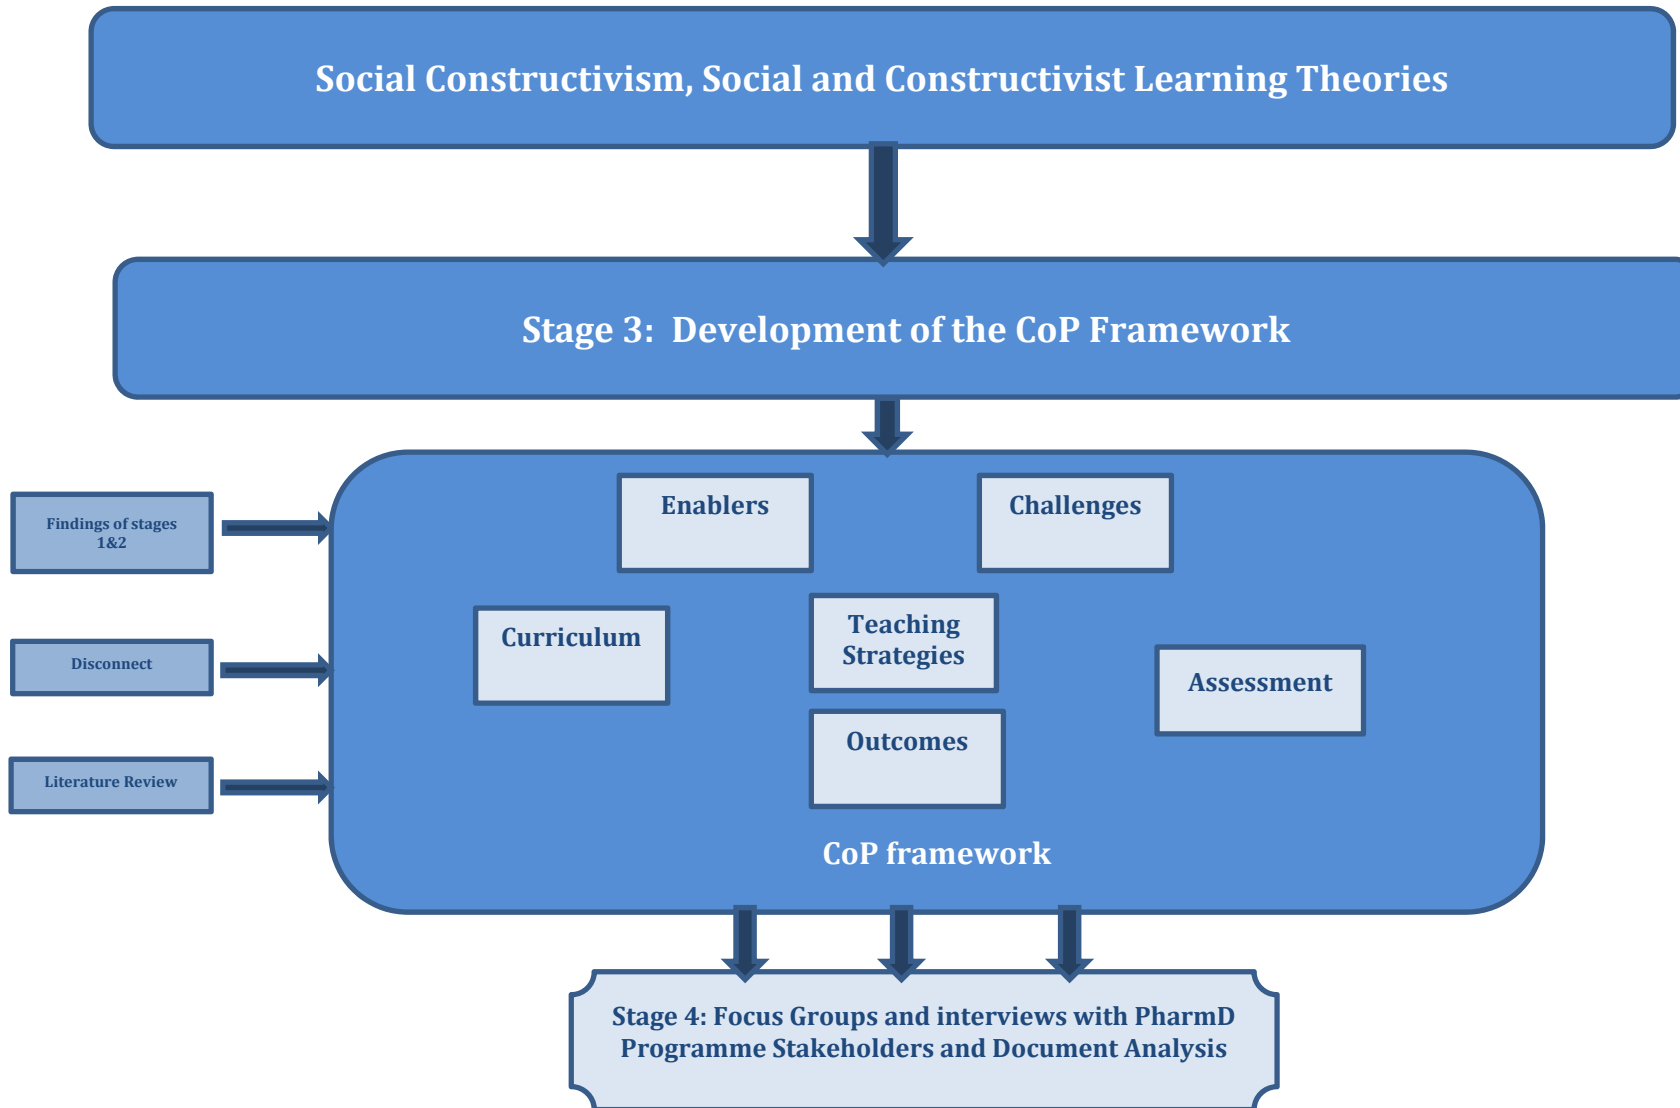 Social Constructivism, Social and Constructivist Learning Theories
Stage 3:  Development of the CoP Framework
Findings of stages
1&2
Disconnect
Literature Review
Enablers
Challenges
Curriculum
Teaching
Strategies
Assessment
Outcomes
CoP framework
Stage 4: Focus Groups and interviews with PharmD
Programme Stakeholders and Document Analysis